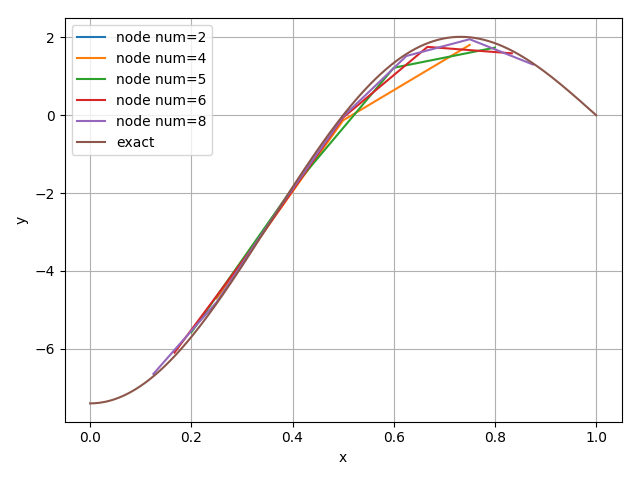 node num=2
node num=4
node num=5
node num=6
node num=8
exact
2
0
−2
−4
−6
y
0.0 0.2 0.4 0.6 0.8 1.0
x